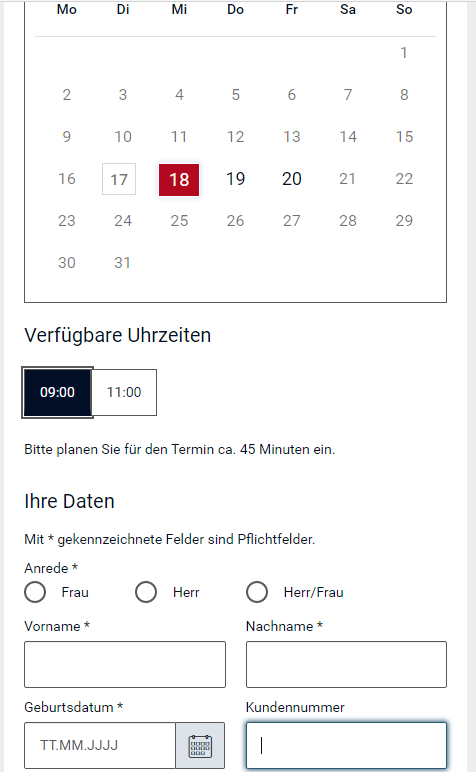 Mo Di Mi Do Fr Sa So
1
2 3 4 5 6 7 8
9 10 11 12 13 14 15
16 17 18 19 20 21 22
23 24 25 26 27 28 29
30 31
Verfügbare Uhrzeiten
09:00 11:00
Bitte planen Sie für den Termin ca. 45 Minuten ein.
Ihre Daten
Mit * gekennzeichnete Felder sind Pflichtfelder.
Anrede *
Frau Herr Herr/Frau
Vorname * Nachname *
Geburtsdatum * Kundennummer
TT.MM.JJJJ